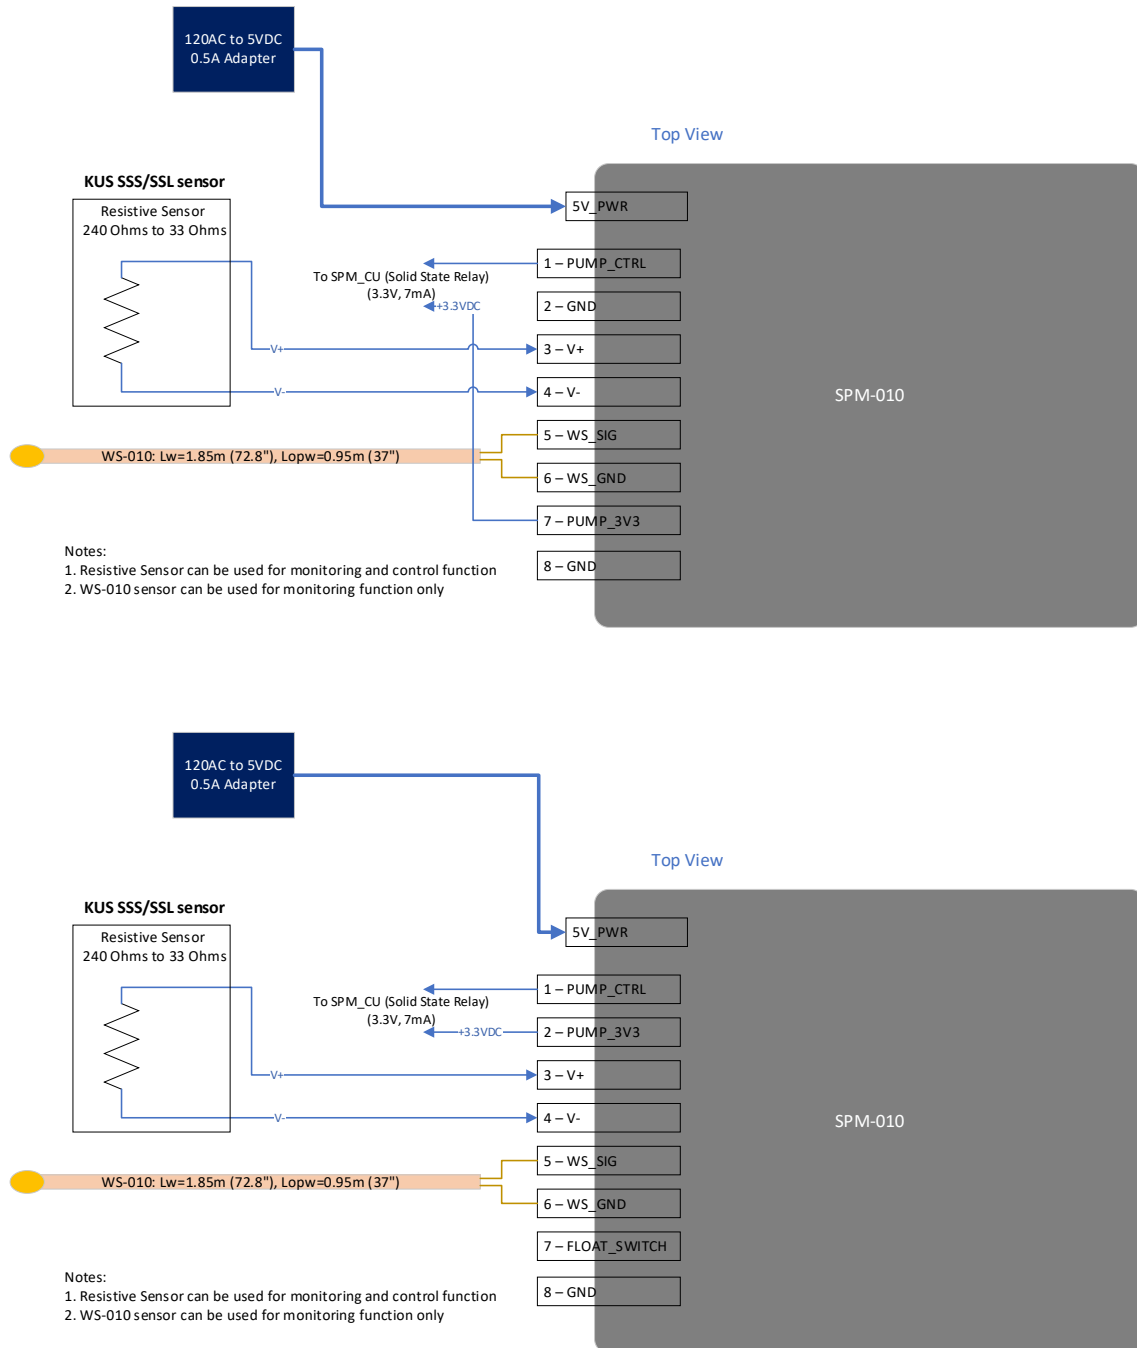 120AC to 5VDC
0.5A Adapter
Top View
KUS SSS/SSL sensor
Resistive Sensor
240 Ohms to 33 Ohms
5V_PWR
1 – PUMP_CTRL
To SPM_CU (Solid State Relay)
(3.3V, 7mA)
+3.3VDC
2 – GND
V+
3 – V+
V-
4 – V-
SPM-010
5 – WS_SIG
WS-010: Lw=1.85m (72.8"), Lopw=0.95m (37")
6 – WS_GND
7 – PUMP_3V3
8 – GND
Notes:
1. Resistive Sensor can be used for monitoring and control function
2. WS-010 sensor can be used for monitoring function only
120AC to 5VDC
0.5A Adapter
Top View
KUS SSS/SSL sensor
Resistive Sensor
240 Ohms to 33 Ohms
5V_PWR
1 – PUMP_CTRL
To SPM_CU (Solid State Relay)
(3.3V, 7mA)
+3.3VDC
2 – PUMP_3V3
V+
3 – V+
V-
4 – V-
SPM-010
5 – WS_SIG
WS-010: Lw=1.85m (72.8"), Lopw=0.95m (37")
6 – WS_GND
7 – FLOAT_SWITCH
8 – GND
Notes:
1. Resistive Sensor can be used for monitoring and control function
2. WS-010 sensor can be used for monitoring function only